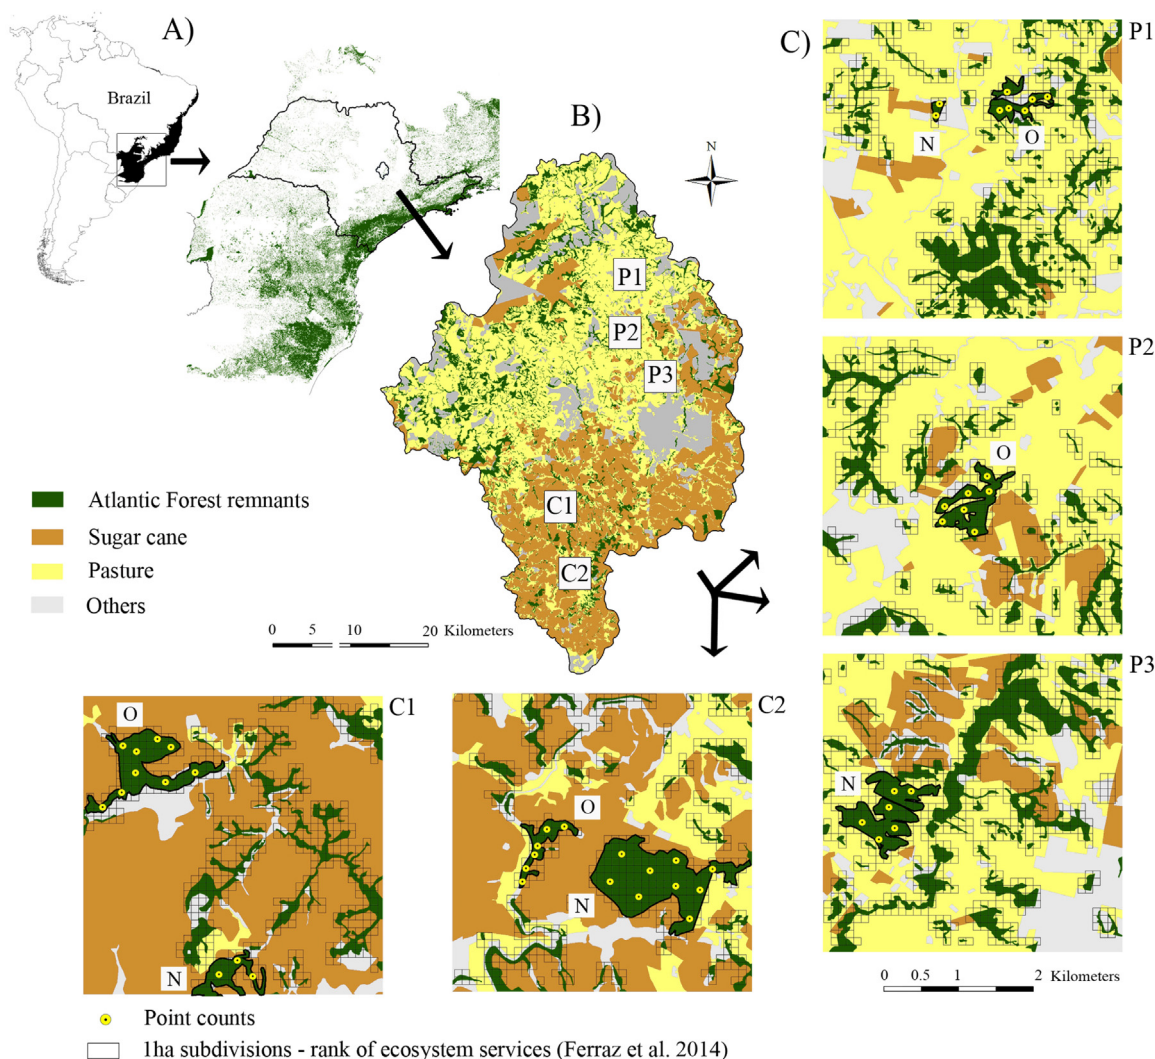 A)
Brazil
B)
N
P1
P2
P3
C1
C2
Atlantic Forest remnants
Sugar cane
Pasture
Others
0 5 10 20 Kilometers
C)
P1
N
O
P2
O
P3
N
0 0.5 1 2 Kilometers
C1
O
N
C2
O
N
Point counts
1ha subdivisions - rank of ecosystem services (Ferraz et al. 2014)